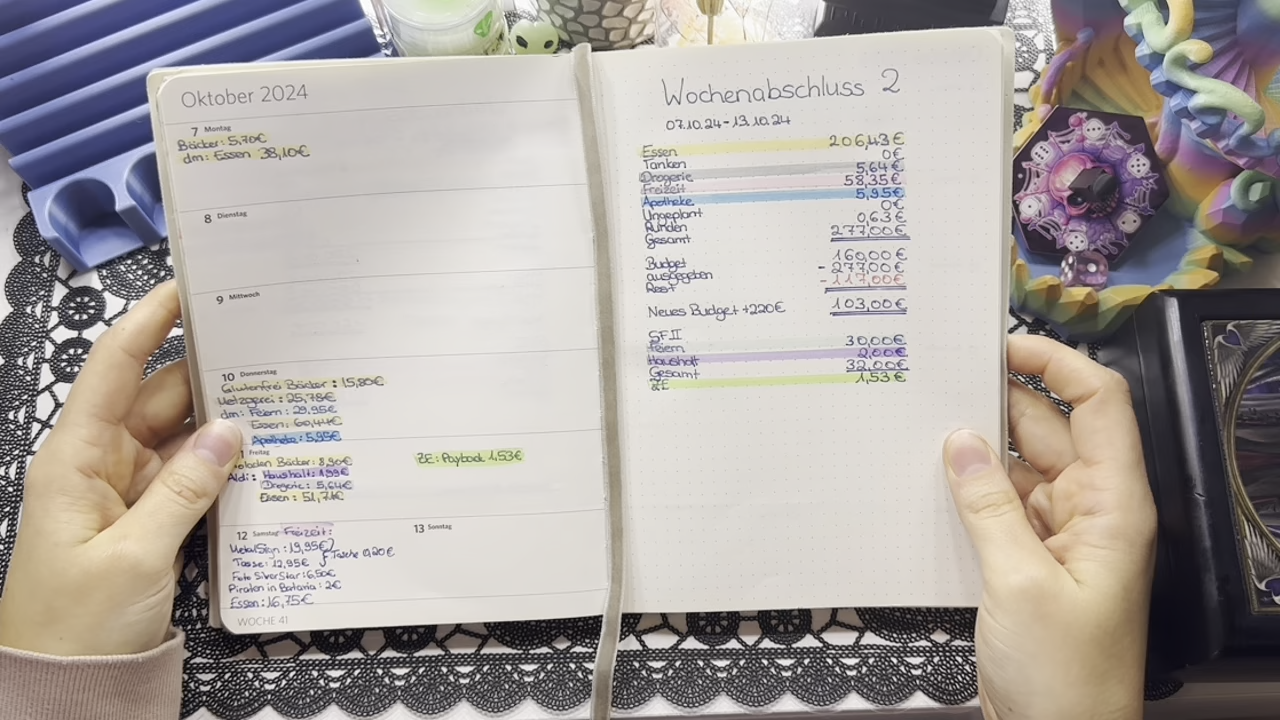 Oktober 2024
7 Montag
Bäcker: 5,70€
dm: Essen 38,10€
8 Dienstag
9 Mittwoch
10 Donnerstag
Glutenfrei Bäcker: 15,80€
Metzgerei: 25,78€
dm: Feiern: 29,95€
Essen: 60,44€
Apotheke: 5,95€
Freitag
Bäcker: 8,90€
Aldi: Haushalt: 1,99€
Drogerie: 5,64€
Essen: 51,71€
ZE: Payback 1,53€
12 Samstag Freizeit:
MetalSign: 19,95€
Tasse: 12,95€ } Tasche 0,20€
Foto SilverStar: 6,50€
Piraten in Batavia: 2€
Essen: 16,75€
13 Sonntag
WOCHE 41
Wochenabschluss 2
07.10.24-13.10.24
Essen 206,43€
Tanken 0€
Drogerie 5,64€
Freizeit 58,35€
Apotheke 5,95€
Ungeplant 0€
Runden 0,63€
Gesamt 277,00€
Budget 160,00€
ausgegeben - 277,00€
Rest -117,00€
Neues Budget +220€ 103,00€
SF II
Feiern 30,00€
Haushalt 2,00€
Gesamt 32,00€
ZE 1,53€